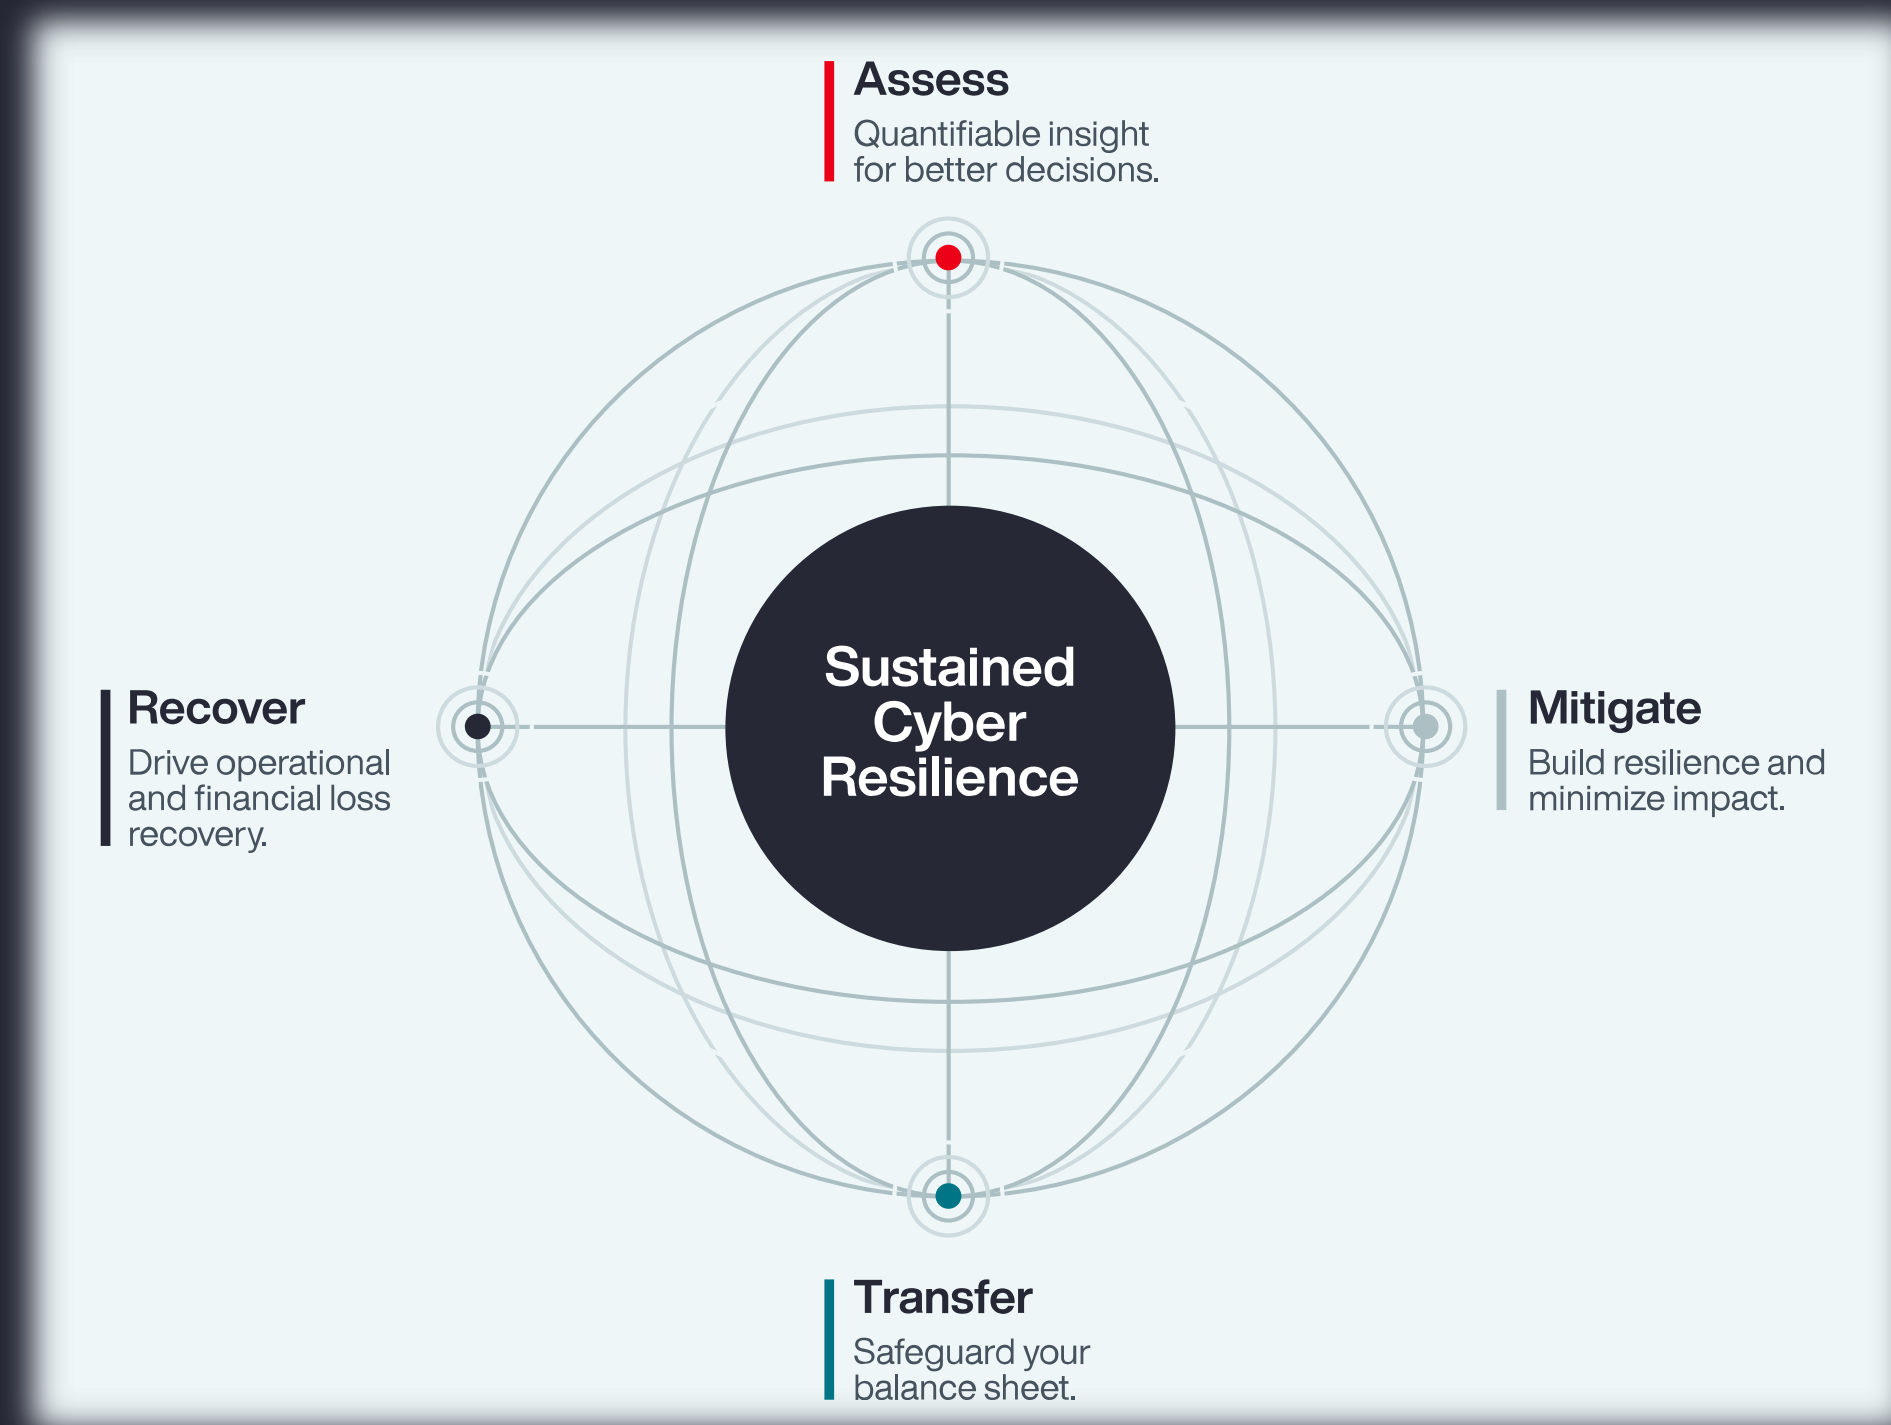 Assess
Quantifiable insight
for better decisions.
Sustained
Cyber
Resilience
Recover
Drive operational
and financial loss
recovery.
Mitigate
Build resilience and
minimize impact.
Transfer
Safeguard your
balance sheet.